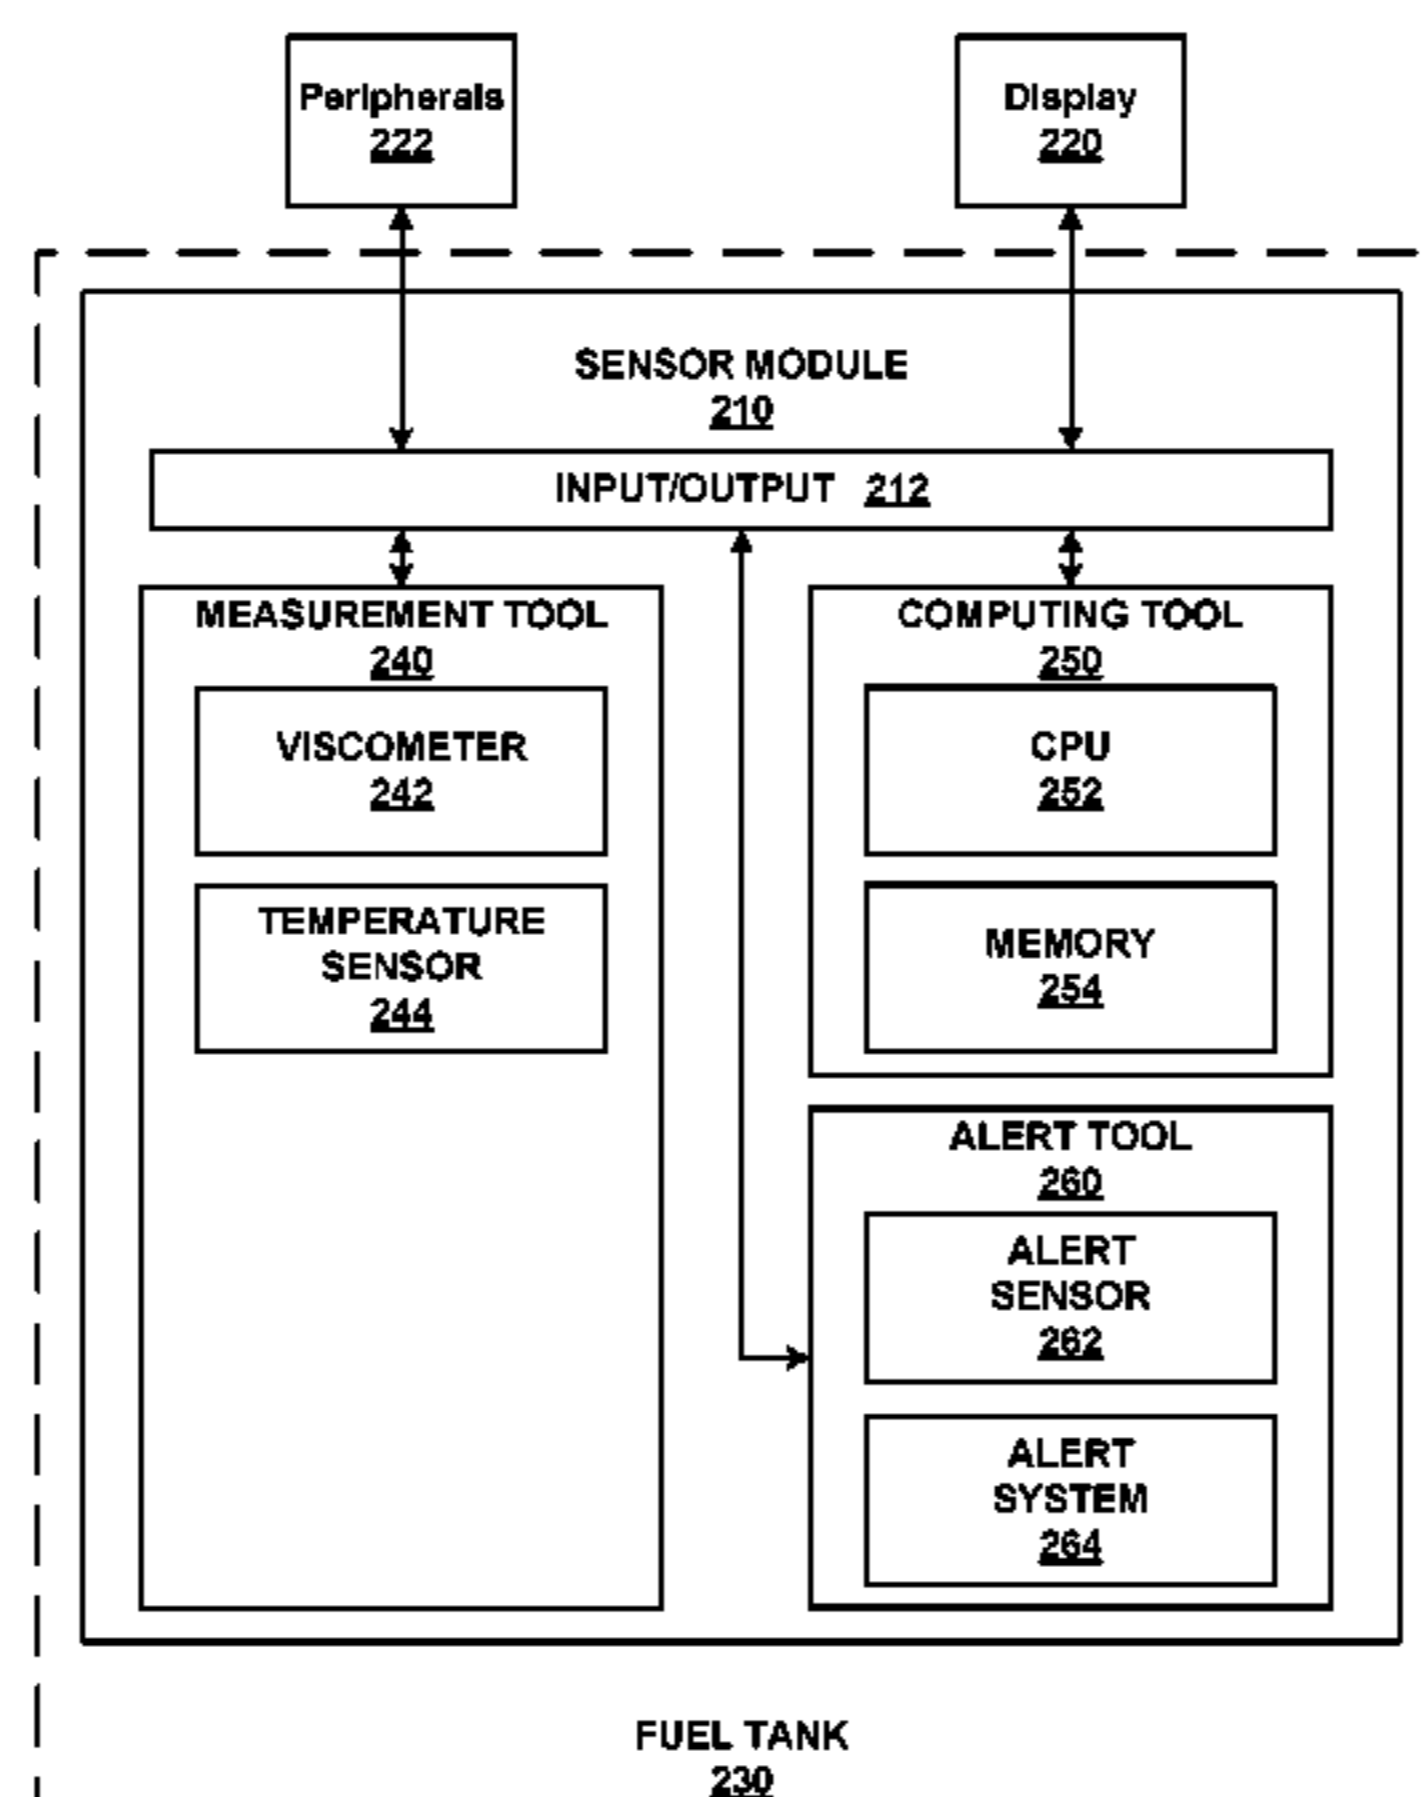 Peripherals
222
Display
220
SENSOR MODULE
210
INPUT/OUTPUT 212
MEASUREMENT TOOL
240
VISCOMETER
242
TEMPERATURE
SENSOR
244
COMPUTING TOOL
250
CPU
252
MEMORY
254
ALERT TOOL
260
ALERT
SENSOR
262
ALERT
SYSTEM
264
FUEL TANK
230